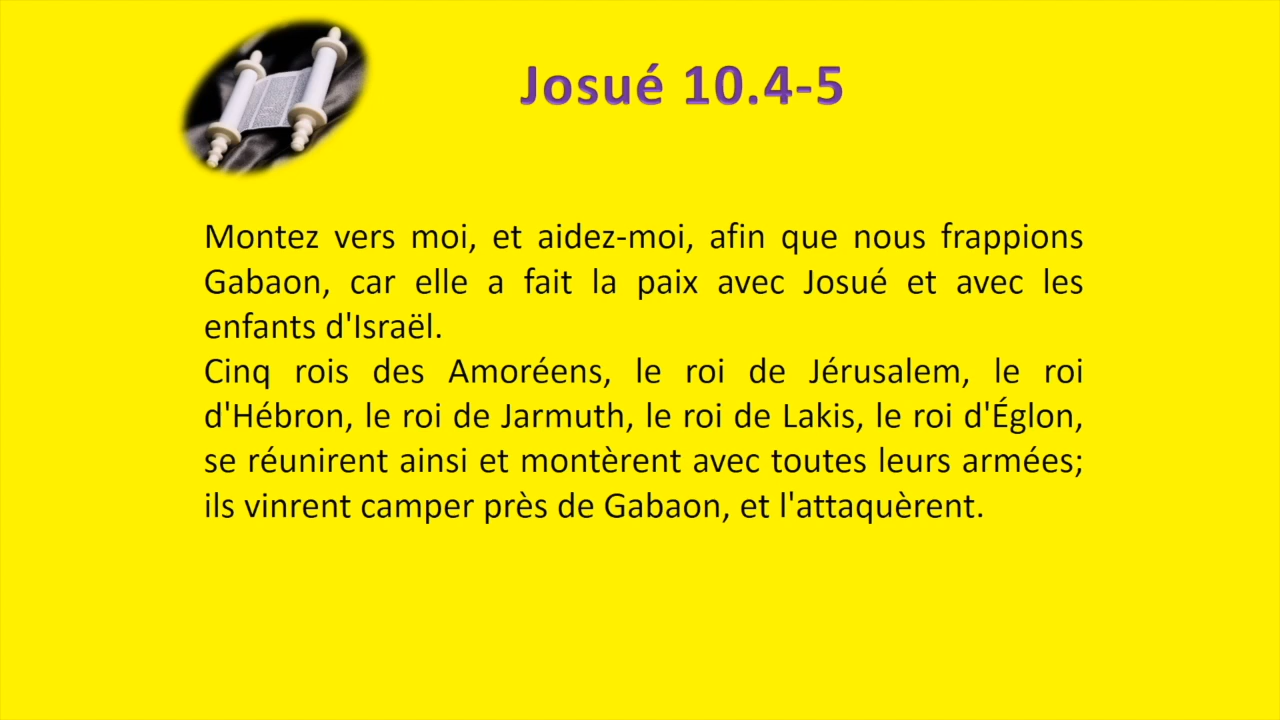 Josué 10.4-5
Montez vers moi, et aidez-moi, afin que nous frappions
Gabaon, car elle a fait la paix avec Josué et avec les
enfants d'Israël.
Cinq rois des Amoréens, le roi de Jérusalem, le roi
d'Hébron, le roi de Jarmuth, le roi de Lakis, le roi d'Églon,
se réunirent ainsi et montèrent avec toutes leurs armées;
ils vinrent camper près de Gabaon, et l'attaquèrent.